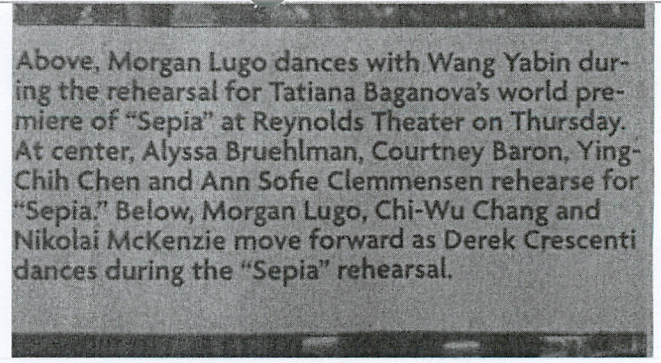 Above, Morgan Lugo dances with Wang Yabin dur-
ing the rehearsal for Tatiana Baganova's world pre-
miere of “Sepia” at Reynolds Theater on Thursday.
At center, Alyssa Bruehlman, Courtney Baron, Ying-
Chih Chen and Ann Sofie Clemmensen rehearse for
“Sepia.” Below, Morgan Lugo, Chi-Wu Chang and
Nikolai McKenzie move forward as Derek Crescenti
dances during the “Sepia” rehearsal.